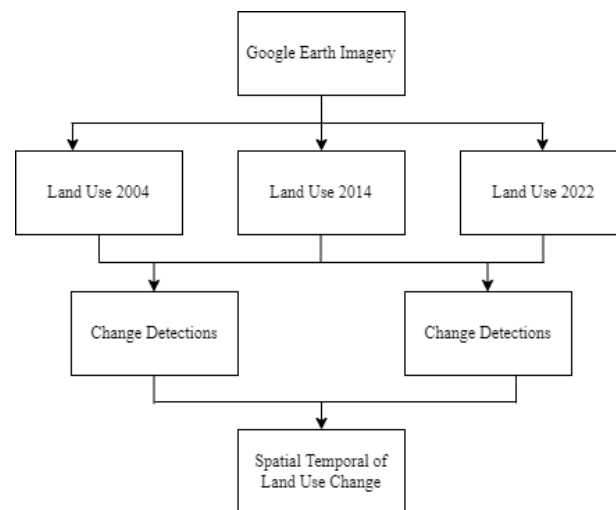 Google Earth Imagery
Land Use 2004
Land Use 2014
Land Use 2022
Change Detections
Change Detections
Spatial Temporal of
Land Use Change